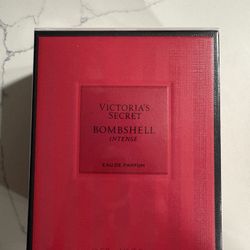 VICTORIA'S
SECRET
BOMBSHELL
INTENSE
EAU DE PARFUM